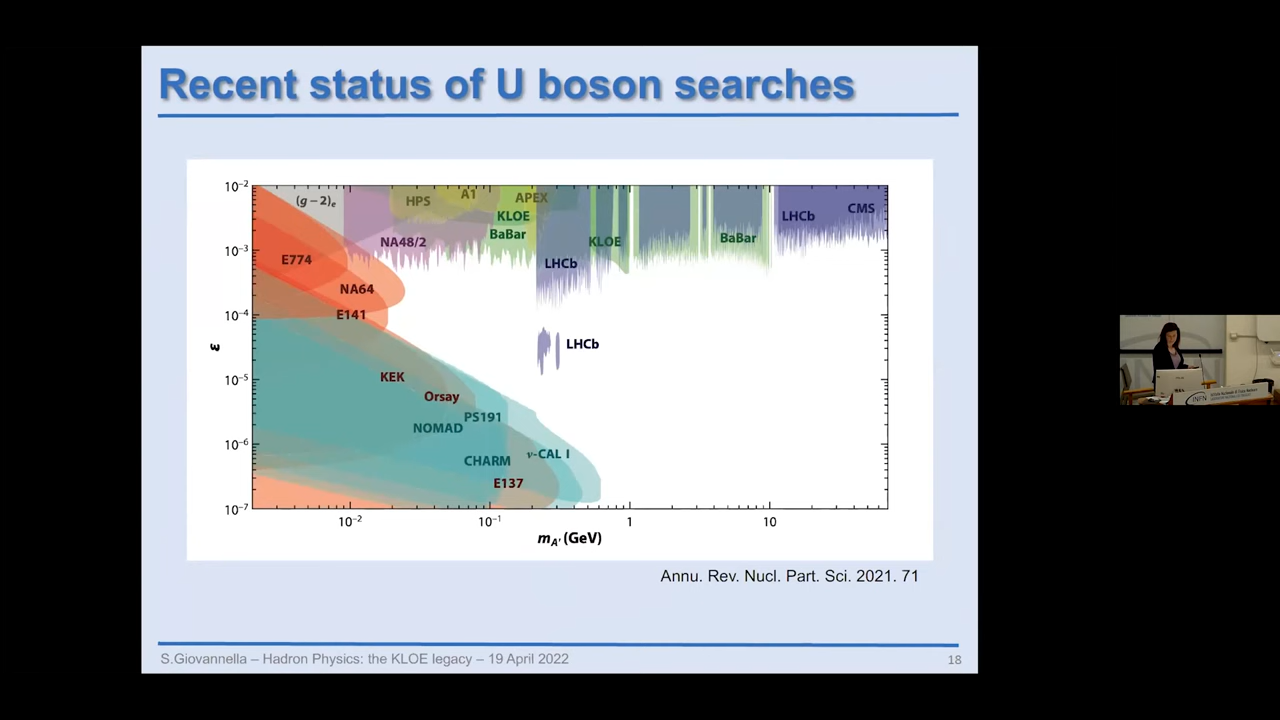 Recent status of U boson searches
10⁻²
10⁻³
10⁻⁴
10⁻⁵
10⁻⁶
10⁻⁷
ε
(g − 2)e
HPS
A1
APEX
KLOE
BaBar
NA48/2
E774
NA64
E141
LHCb
KLOE
BaBar
LHCb
CMS
LHCb
KEK
Orsay
PS191
NOMAD
CHARM
ν-CAL I
E137
10⁻²
10⁻¹
1
10
mA′ (GeV)
Annu. Rev. Nucl. Part. Sci. 2021. 71
S.Giovannella – Hadron Physics: the KLOE legacy – 19 April 2022
18
INFN